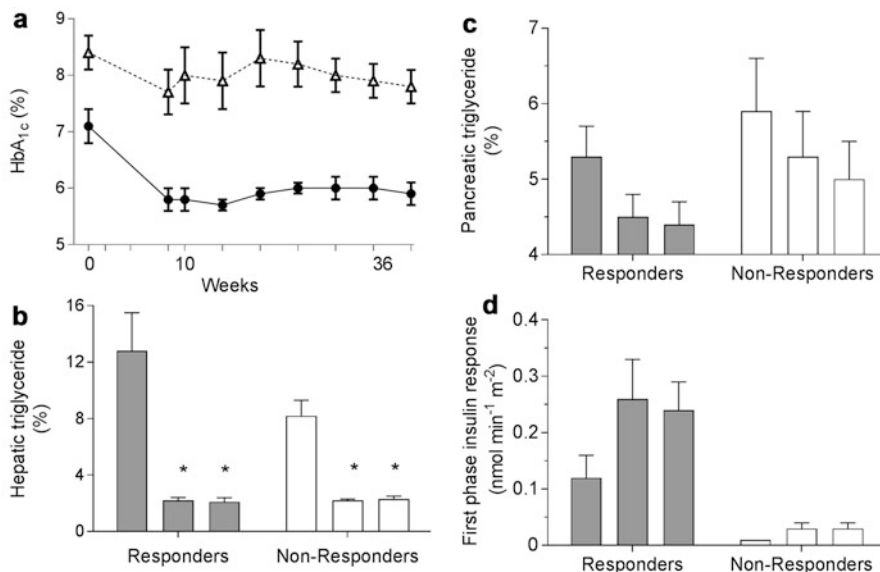 a
9
8
7
6
5
HbA1c (%)
0
10
36
Weeks
b
16
12
8
4
0
Hepatic triglyceride
(%)
*
*
*
*
Responders
Non-Responders
c
7
6
5
4
Pancreatic triglyceride
(%)
Responders
Non-Responders
d
0.4
0.3
0.2
0.1
0
First phase insulin response
(nmol min-1 m-2)
Responders
Non-Responders